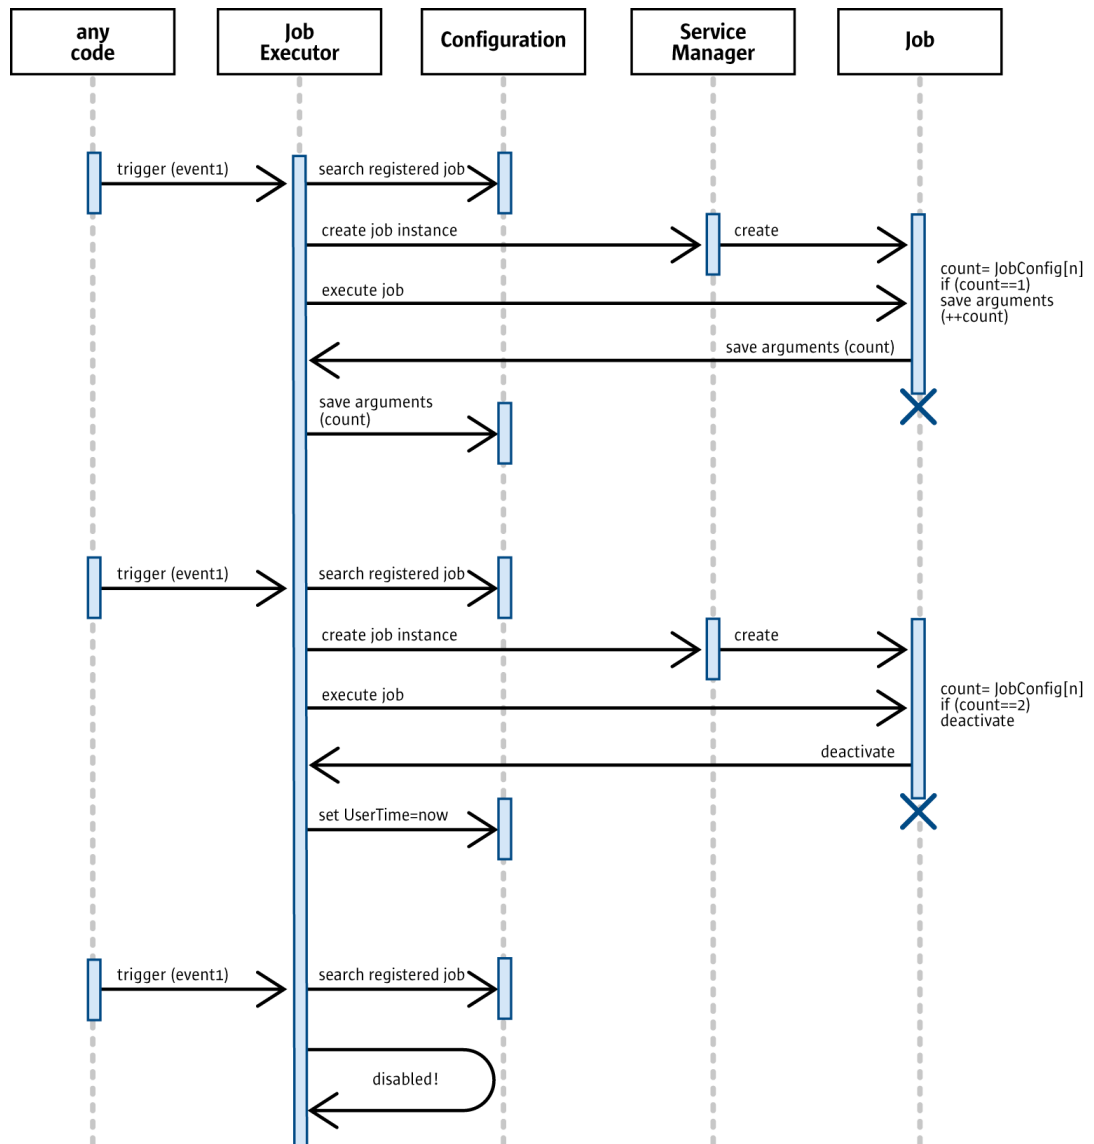 any
code
Job
Executor
Configuration
Service
Manager
Job
trigger (event1)
search registered job
create job instance
create
count= JobConfig[n]
if (count==1)
save arguments
(++count)
execute job
save arguments (count)
save arguments
(count)
trigger (event1)
search registered job
create job instance
create
count= JobConfig[n]
if (count==2)
deactivate
execute job
deactivate
set UserTime=now
trigger (event1)
search registered job
disabled!